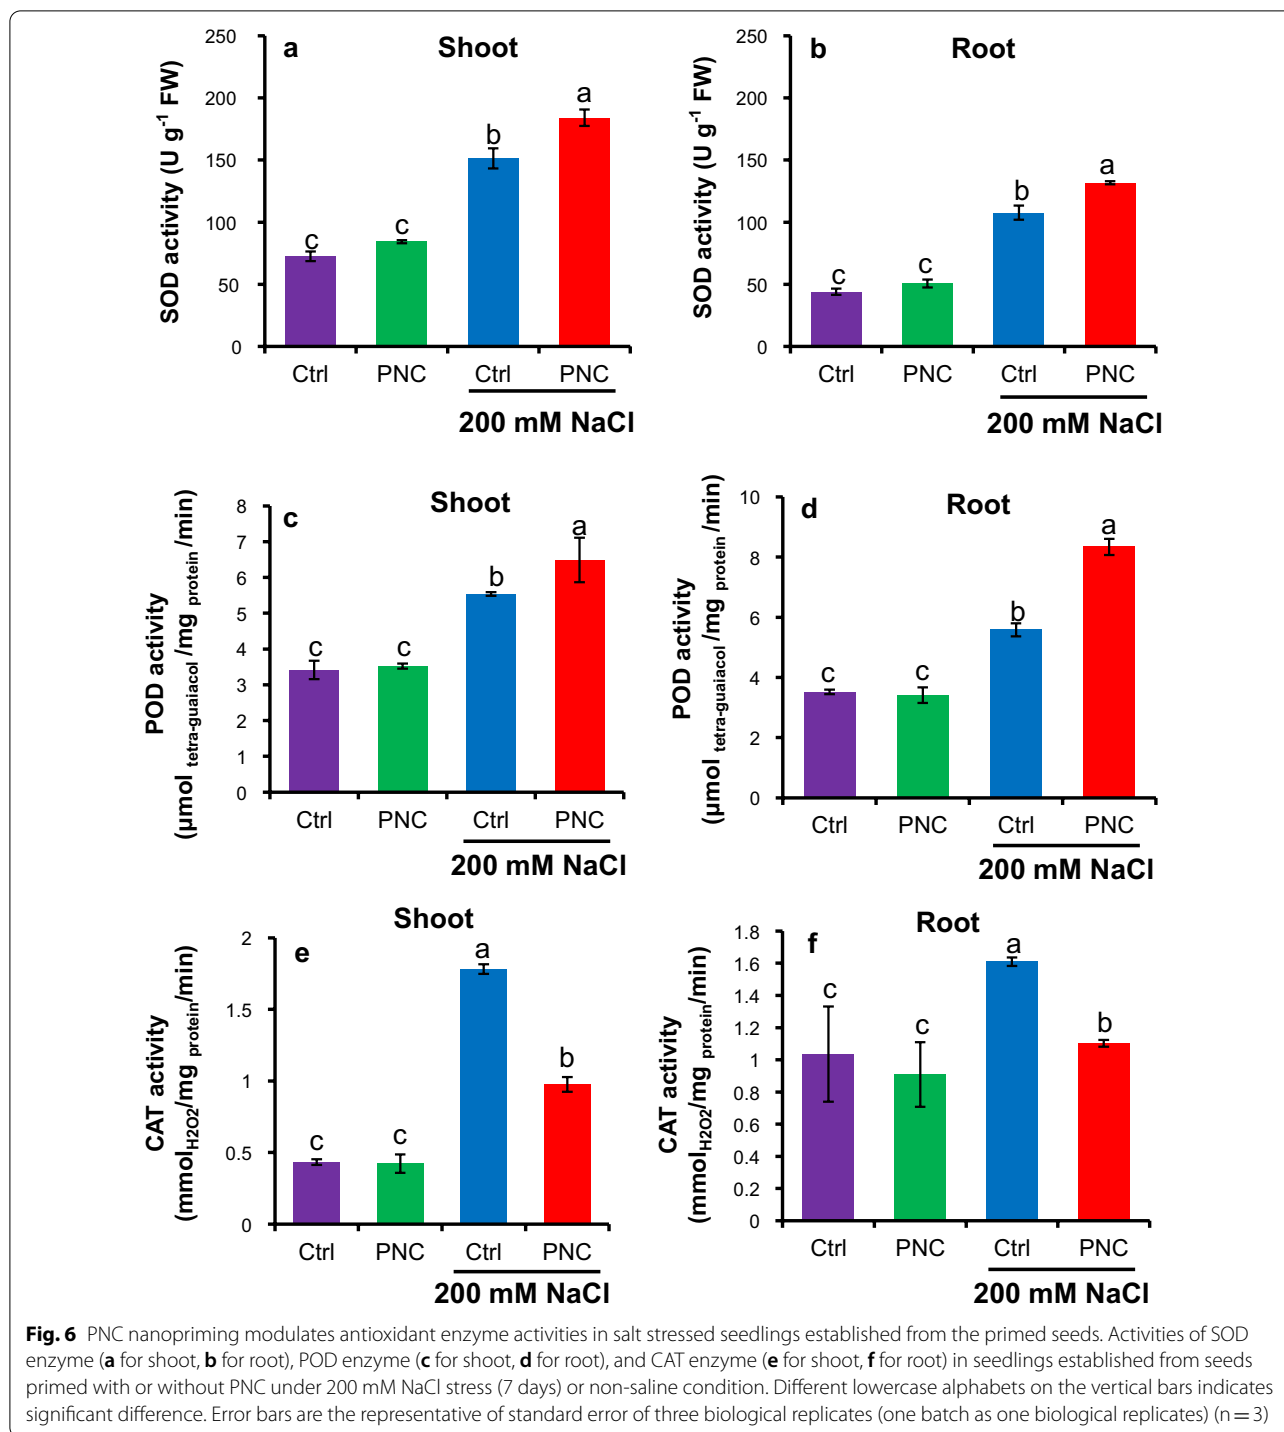 a
Shoot
SOD activity (U g-1 FW)
250
200
150
100
50
0
c
c
b
a
Ctrl
PNC
Ctrl
PNC
200 mM NaCl
b
Root
SOD activity (U g-1 FW)
250
200
150
100
50
0
c
c
b
a
Ctrl
PNC
Ctrl
PNC
200 mM NaCl
c
Shoot
POD activity
(µmol tetra-guaiacol /mg protein /min)
8
7
6
5
4
3
2
1
0
c
c
b
a
Ctrl
PNC
Ctrl
PNC
200 mM NaCl
d
Root
POD activity
(µmol tetra-guaiacol /mg protein /min)
10
8
6
4
2
0
c
c
b
a
Ctrl
PNC
Ctrl
PNC
200 mM NaCl
e
Shoot
CAT activity
(mmolH2O2/mg protein/min)
2
1.5
1
0.5
0
c
c
a
b
Ctrl
PNC
Ctrl
PNC
200 mM NaCl
f
Root
CAT activity
(mmolH2O2/mg protein/min)
1.8
1.6
1.4
1.2
1
0.8
0.6
0.4
0.2
0
c
c
a
b
Ctrl
PNC
Ctrl
PNC
200 mM NaCl
Fig. 6 PNC nanopriming modulates antioxidant enzyme activities in salt stressed seedlings established from the primed seeds. Activities of SOD
enzyme (a for shoot, b for root), POD enzyme (c for shoot, d for root), and CAT enzyme (e for shoot, f for root) in seedlings established from seeds
primed with or without PNC under 200 mM NaCl stress (7 days) or non-saline condition. Different lowercase alphabets on the vertical bars indicates
significant difference. Error bars are the representative of standard error of three biological replicates (one batch as one biological replicates) (n = 3)